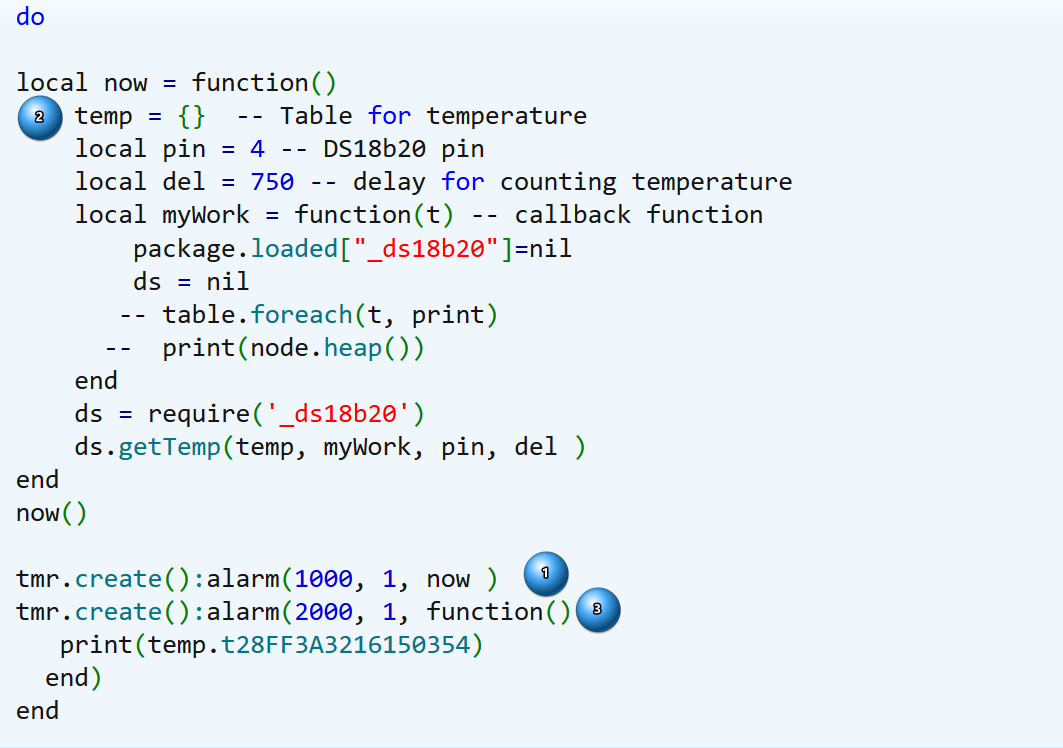 do
local now = function()
2 temp = {}  -- Table for temperature
    local pin = 4 -- DS18b20 pin
    local del = 750 -- delay for counting temperature
    local myWork = function(t) -- callback function
        package.loaded["_ds18b20"]=nil
        ds = nil
       -- table.foreach(t, print)
      --  print(node.heap())
    end
    ds = require('_ds18b20')
    ds.getTemp(temp, myWork, pin, del )
end
now()
tmr.create():alarm(1000, 1, now ) 1
tmr.create():alarm(2000, 1, function() 3
   print(temp.t28FF3A3216150354)
  end)
end